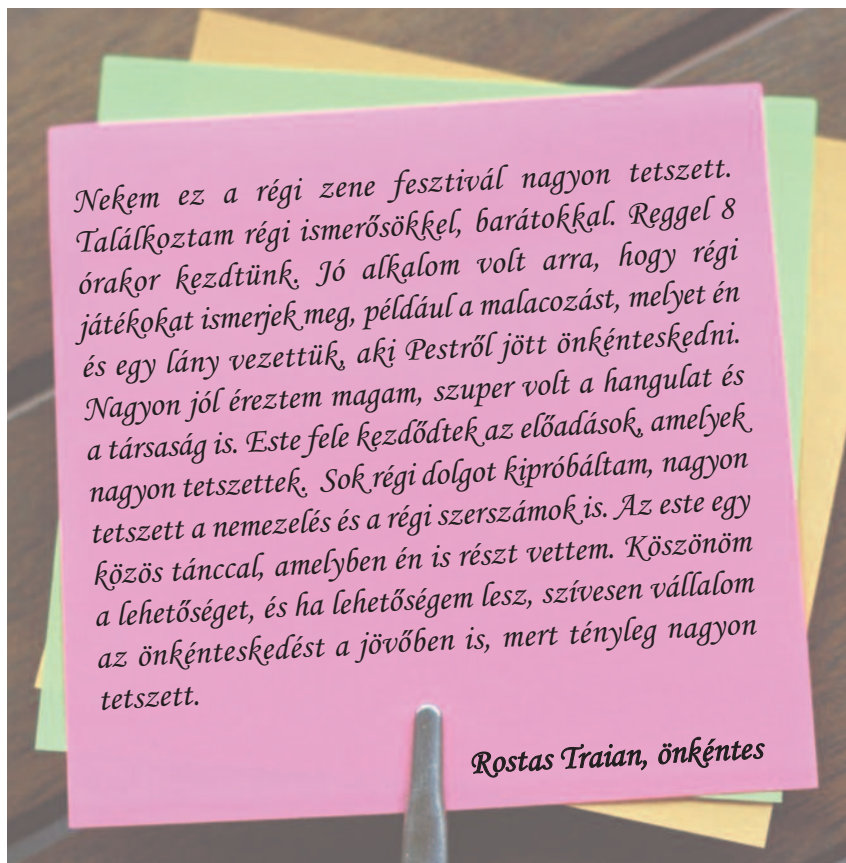 Nekem ez a régi zene fesztivál nagyon tetszett.
Találkoztam régi ismerősökkel, barátokkal. Reggel 8
órakor kezdtünk. Jó alkalom volt arra, hogy régi
játékokat ismerjek meg, például a malacozást, melyet én
és egy lány vezettük, aki Pestről jött önkénteskedni.
Nagyon jól éreztem magam, szuper volt a hangulat és
a társaság is. Este fele kezdődtek az előadások, amelyek
nagyon tetszettek. Sok régi dolgot kipróbáltam, nagyon
tetszett a nemezelés és a régi szerszámok is. Az este egy
közös tánccal, amelyben én is részt vettem. Köszönöm
a lehetőséget, és ha lehetőségem lesz, szívesen vállalom
az önkénteskedést a jövőben is, mert tényleg nagyon
tetszett.
Rostas Traian, önkéntes